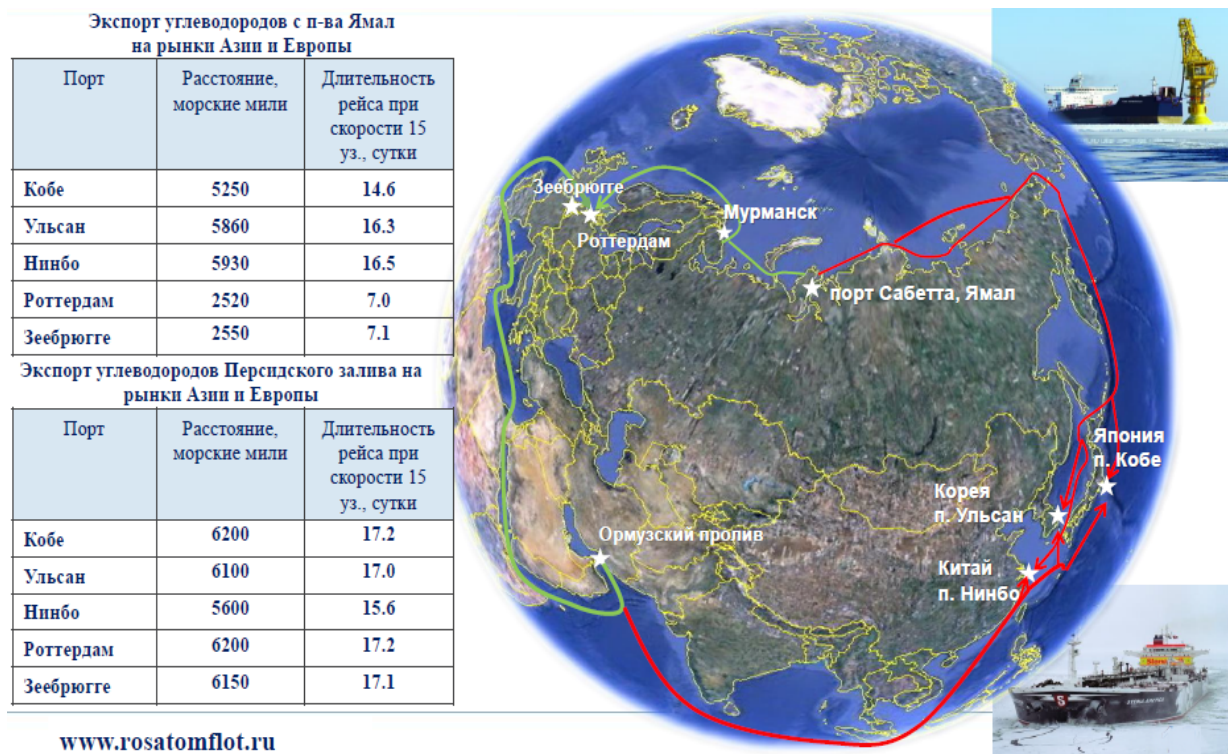 Экспорт углеводородов с п-ва Ямал
на рынки Азии и Европы
Порт
Расстояние,
морские мили
Длительность
рейса при
скорости 15
уз., сутки
Кобе 5250 14.6
Ульсан 5860 16.3
Нинбо 5930 16.5
Роттердам 2520 7.0
Зеебрюгге 2550 7.1
Экспорт углеводородов Персидского залива на
рынки Азии и Европы
Порт
Расстояние,
морские мили
Длительность
рейса при
скорости 15
уз., сутки
Кобе 6200 17.2
Ульсан 6100 17.0
Нинбо 5600 15.6
Роттердам 6200 17.2
Зеебрюгге 6150 17.1
www.rosatomflot.ru
Зеебрюгге
Роттердам
Мурманск
порт Сабетта, Ямал
Япония
п. Кобе
Корея
п. Ульсан
Ормузский пролив
Китай
п. Нинбо